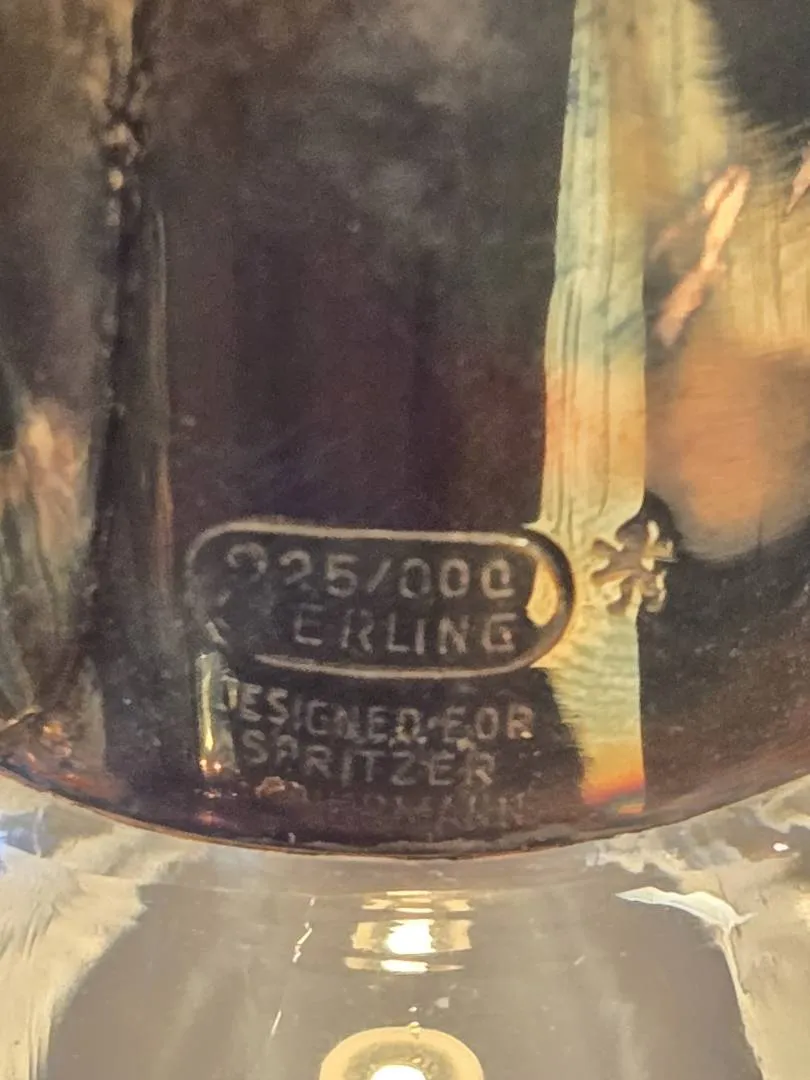 925/000
ERLING
DESIGNED FOR
SPRITZER